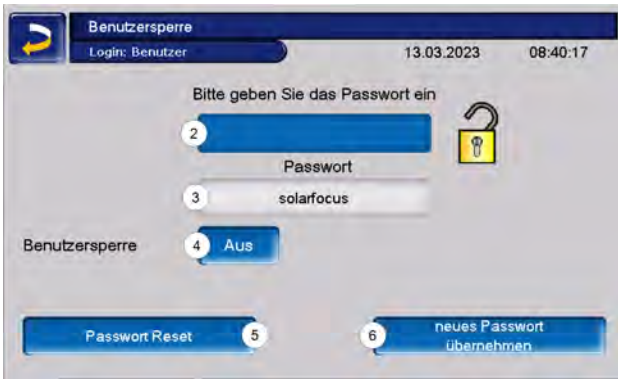 Benutzersperre
Login: Benutzer 13.03.2023 08:40:17
Bitte geben Sie das Passwort ein
2
Passwort
3 solarfocus
Benutzersperre 4 Aus
Passwort Reset 5
6 neues Passwort
übernehmen